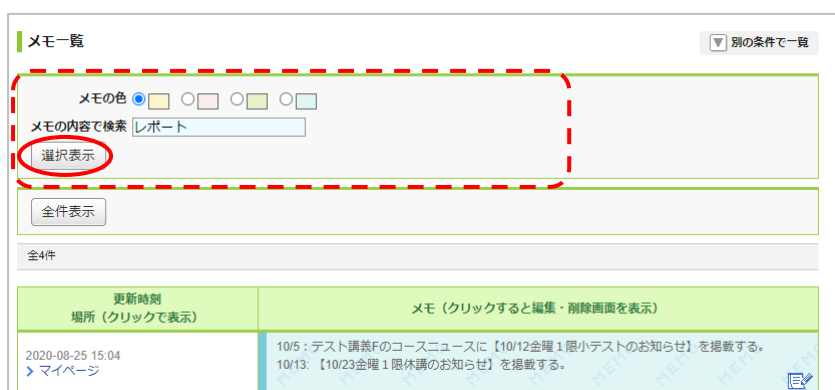 メモ一覧
別の条件で一覧
メモの色
メモの内容で検索 レポート
選択表示
全件表示
全4件
更新時刻
場所（クリックで表示）
メモ（クリックすると編集・削除画面を表示）
2020-08-25 15:04
マイページ
10/5：テスト講義Fのコースニュースに【10/12金曜１限小テストのお知らせ】を掲載する。
10/13: 【10/23金曜１限休講のお知らせ】を掲載する。
MEMO MEMO MEMO MEMO MEMO MEMO